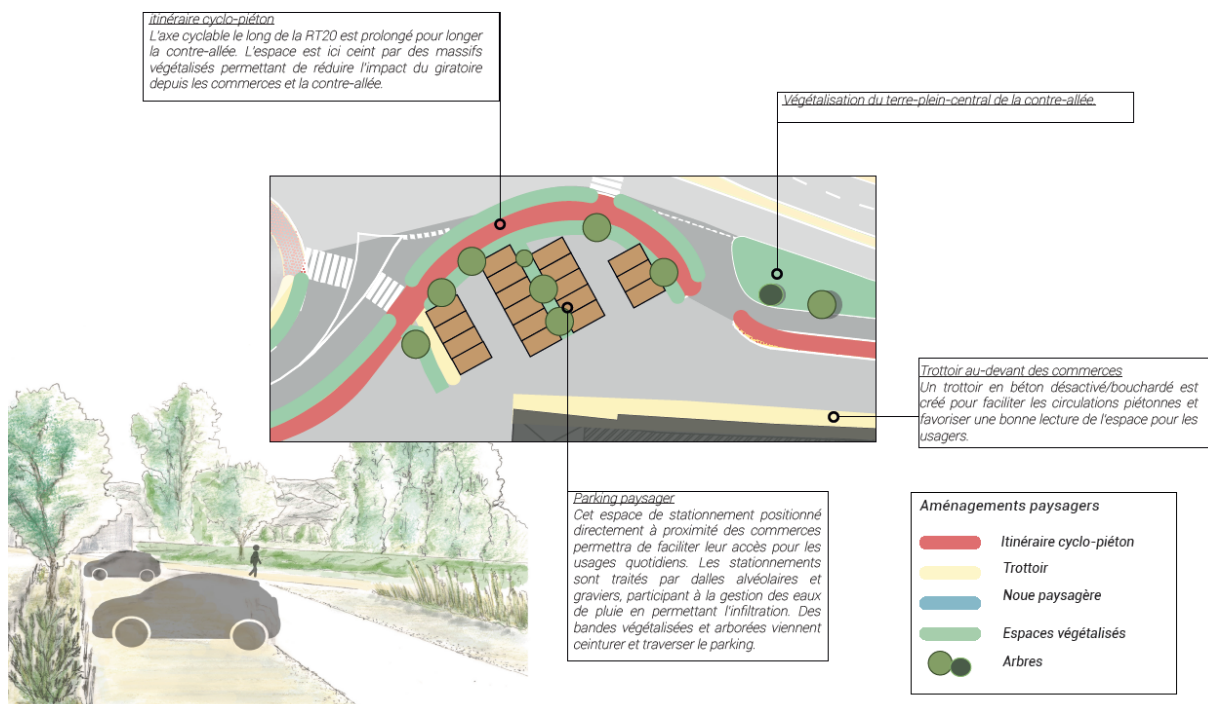 itinéraire cyclo-piéton
L'axe cyclable le long de la RT20 est prolongé pour longer
la contre-allée. L'espace est ici ceint par des massifs
végétalisés permettant de réduire l'impact du giratoire
depuis les commerces et la contre-allée.
Végétalisation du terre-plein-central de la contre-allée.
Trottoir au-devant des commerces
Un trottoir en béton désactivé/bouchardé est
créé pour faciliter les circulations piétonnes et
favoriser une bonne lecture de l'espace pour les
usagers.
Parking paysager
Cet espace de stationnement positionné
directement à proximité des commerces
permettra de faciliter leur accès pour les
usages quotidiens. Les stationnements
sont traités par dalles alvéolaires et
graviers, participant à la gestion des eaux
de pluie en permettant l'infiltration. Des
bandes végétalisées et arborées viennent
ceinturer et traverser le parking.
Aménagements paysagers
Itinéraire cyclo-piéton
Trottoir
Noue paysagère
Espaces végétalisés
Arbres